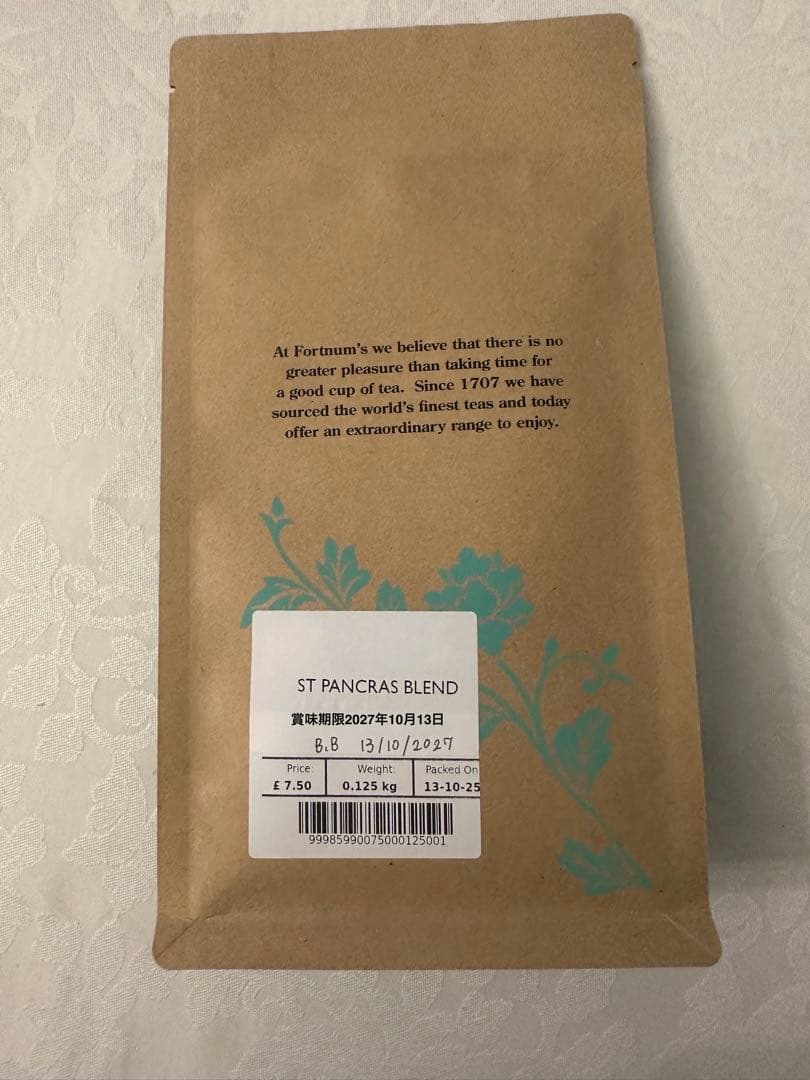 At Fortnum's we believe that there is no
greater pleasure than taking time for
a good cup of tea. Since 1707 we have
sourced the world's finest teas and today
offer an extraordinary range to enjoy.
ST PANCRAS BLEND
賞味期限2027年10月13日
B.B 13/10/2027
Price: Weight: Packed On
£ 7.50 0.125 kg 13-10-25
99985990075000125001